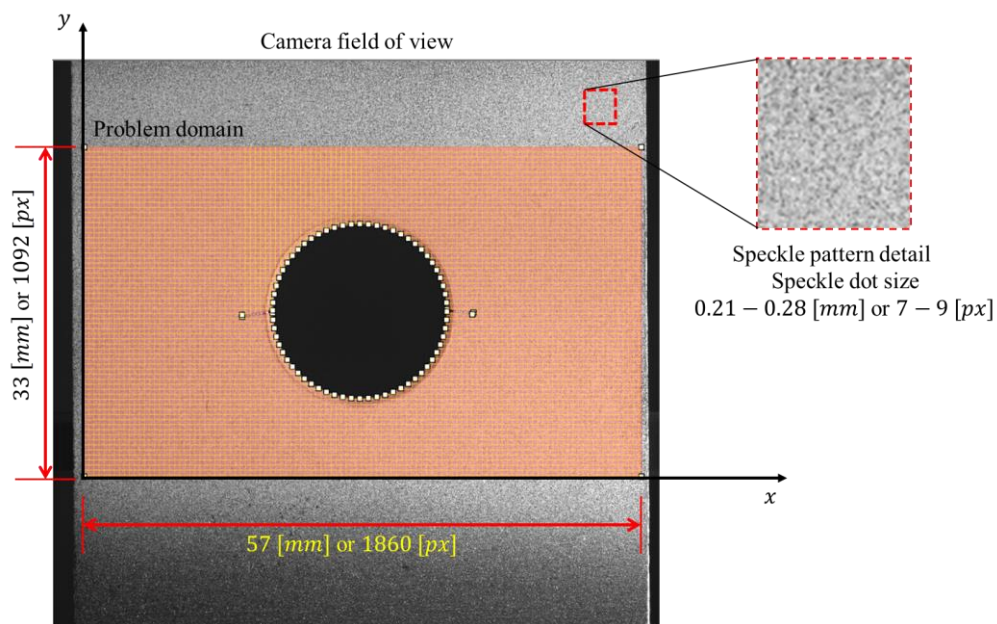 y
Camera field of view
Problem domain
33 [mm] or 1092 [px]
Speckle pattern detail
Speckle dot size
0.21 − 0.28 [mm] or 7 − 9 [px]
x
57 [mm] or 1860 [px]